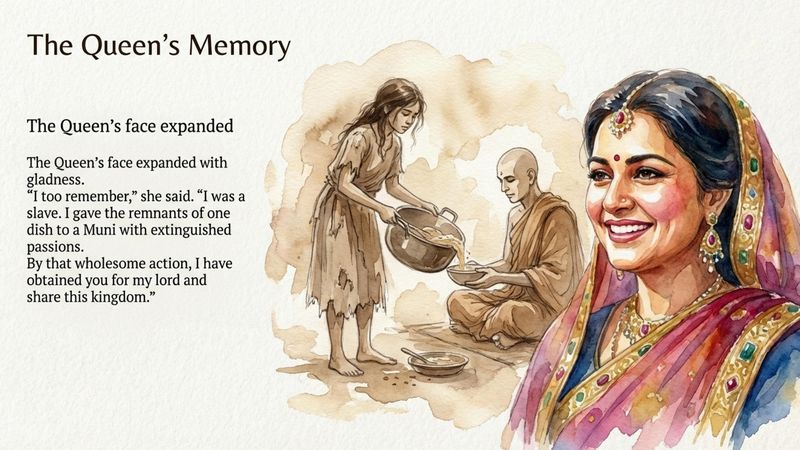 The Queen’s Memory
The Queen’s face expanded
The Queen’s face expanded with
gladness.
“I too remember,” she said. “I was a
slave. I gave the remnants of one
dish to a Muni with extinguished
passions.
By that wholesome action, I have
obtained you for my lord and
share this kingdom.”